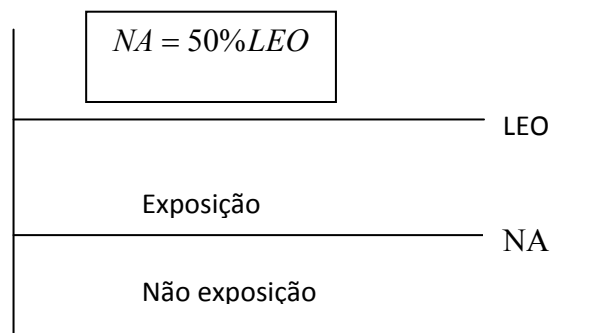 NA = 50%LEO
LEO
Exposição
NA
Não exposição